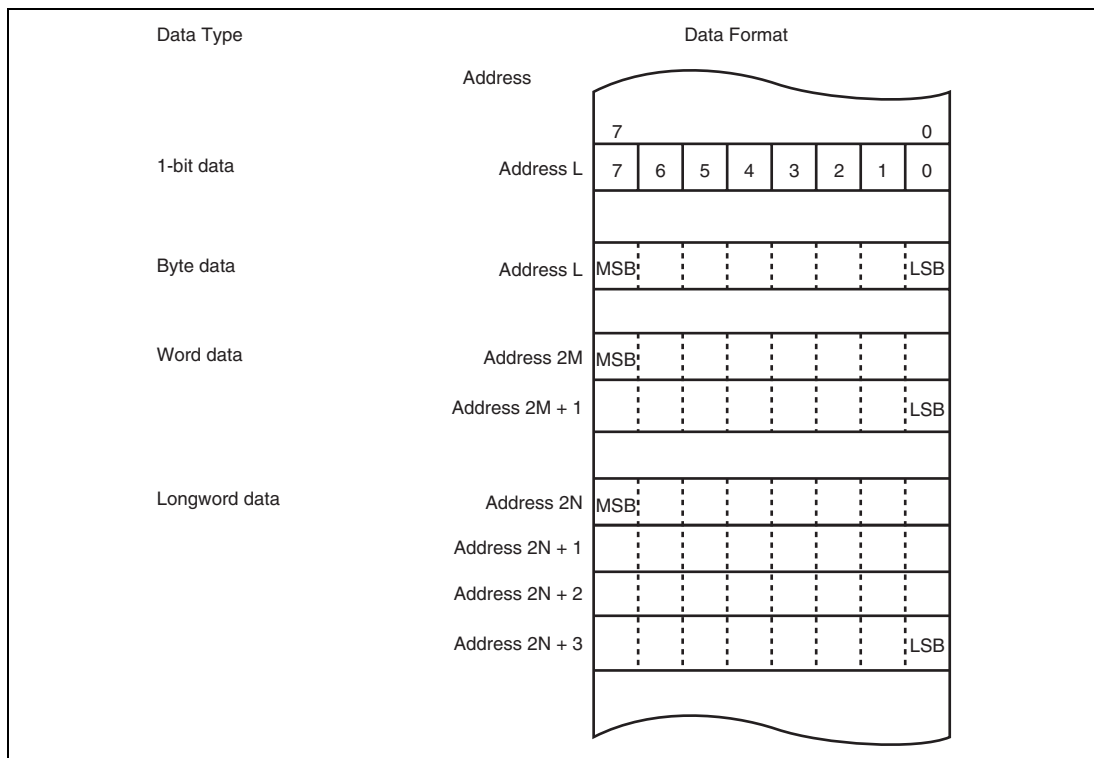 Data Type Data Format
Address
7 0
1-bit data Address L 7 6 5 4 3 2 1 0
Byte data Address L MSB LSB
Word data Address 2M MSB
Address 2M + 1 LSB
Longword data Address 2N MSB
Address 2N + 1
Address 2N + 2
Address 2N + 3 LSB